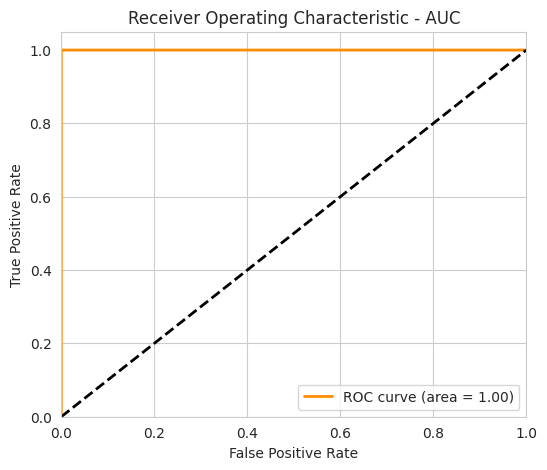 Receiver Operating Characteristic - AUC
True Positive Rate
1.0
0.8
0.6
0.4
0.2
0.0
ROC curve (area = 1.00)
0.0 0.2 0.4 0.6 0.8 1.0
False Positive Rate